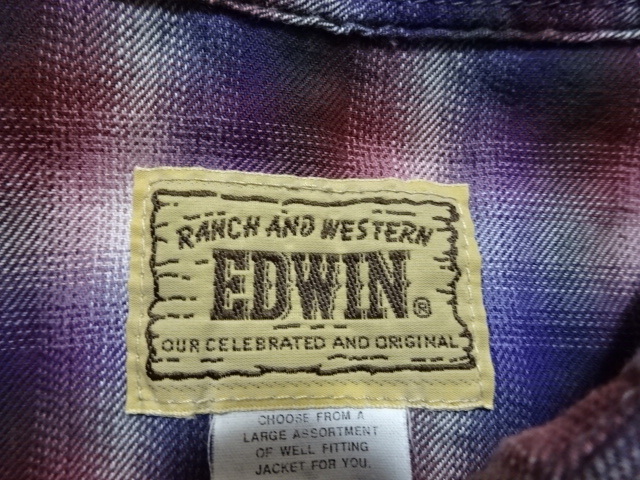 RANCH AND WESTERN
EDWIN®
OUR CELEBRATED AND ORIGINAL
CHOOSE FROM A
LARGE ASSORTMENT
OF WELL FITTING
JACKET FOR YOU.